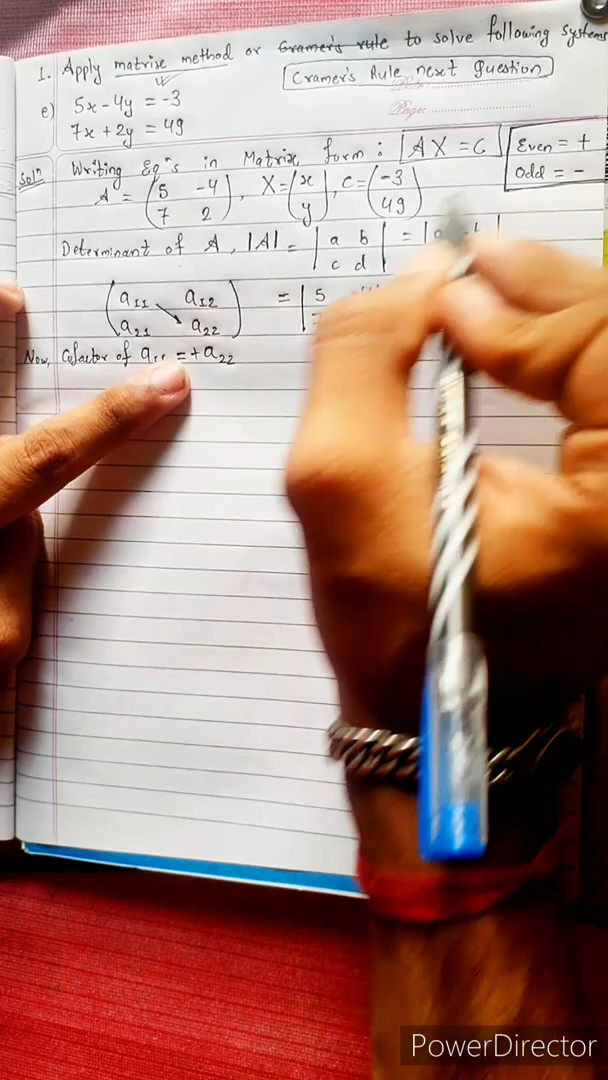 1. Apply matrix method or Cramer's rule to solve following systems
Cramer's Rule next Question
Page:
e) 5x - 4y = -3
7x + 2y = 49
Solⁿ Writing Eqⁿs in Matrix form : AX = C
Even = +
Odd = -
A = ( 5 -4 ) , X = ( x ) , C = ( -3 )
7 2 y 49
Determinant of A, |A| = | a b | =
c d
( a11 a12 ) = | 5
a21 a22
Now, Cofactor of a11 = + a22
PowerDirector